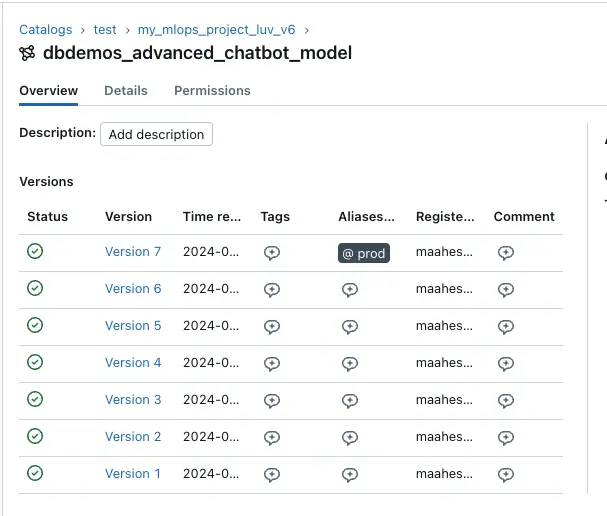 Catalogs > test > my_mlops_project_luv_v6 >
dbdemos_advanced_chatbot_model
Overview Details Permissions
Description: Add description
Versions
Status Version Time re... Tags Aliases... Registe... Comment
Version 7 2024-0... @ prod maahes...
Version 6 2024-0... maahes...
Version 5 2024-0... maahes...
Version 4 2024-0... maahes...
Version 3 2024-0... maahes...
Version 2 2024-0... maahes...
Version 1 2024-0... maahes...